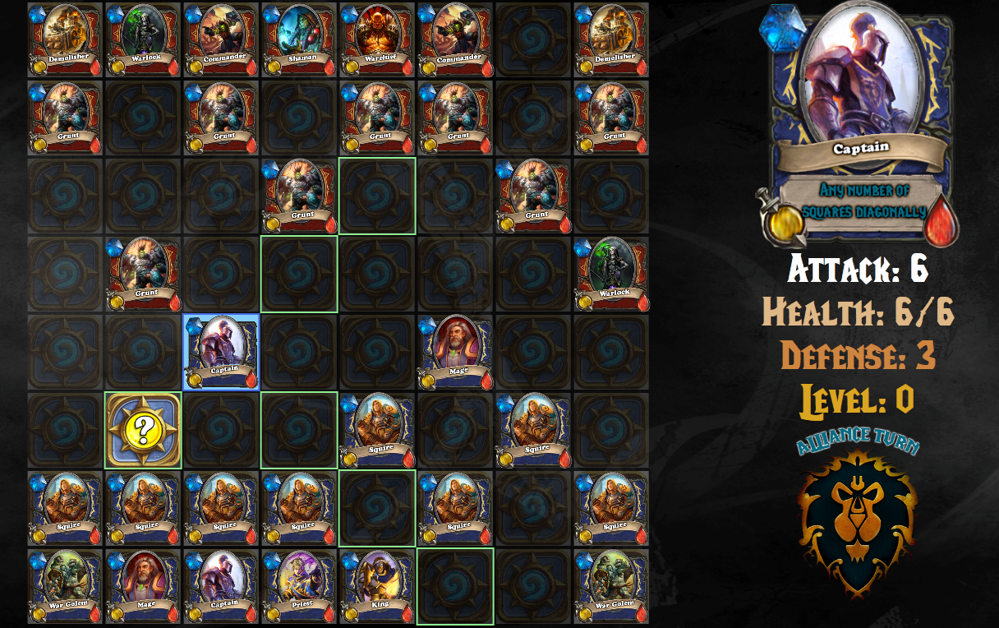 Demolisher Warlock Commander Shaman Warchief Commander Demolisher
Grunt Grunt Grunt Grunt Grunt
Grunt Grunt
Grunt Warlock
Captain Mage
? Squire Squire
Squire Squire Squire Squire Squire Squire
War Golem Mage Captain Priest King War Golem
Captain
Any number of
squares diagonally
Attack: 6
Health: 6/6
Defense: 3
Level: 0
Alliance Turn